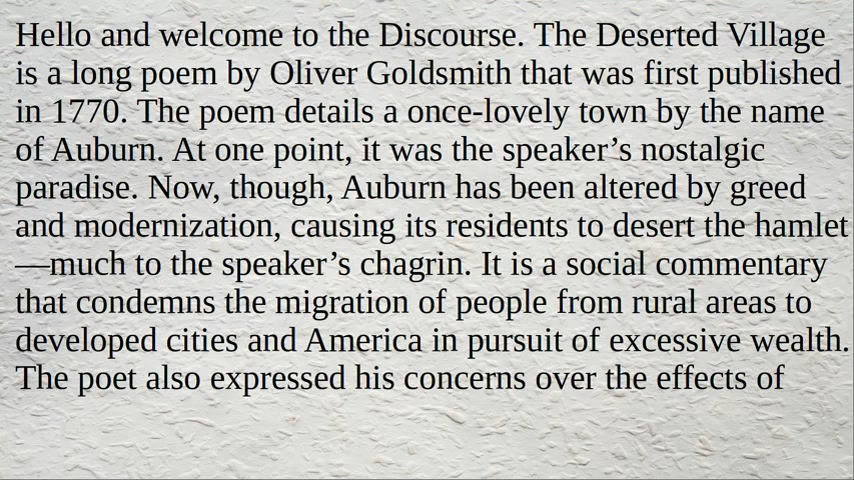 Hello and welcome to the Discourse. The Deserted Village
is a long poem by Oliver Goldsmith that was first published
in 1770. The poem details a once-lovely town by the name
of Auburn. At one point, it was the speaker’s nostalgic
paradise. Now, though, Auburn has been altered by greed
and modernization, causing its residents to desert the hamlet
—much to the speaker’s chagrin. It is a social commentary
that condemns the migration of people from rural areas to
developed cities and America in pursuit of excessive wealth.
The poet also expressed his concerns over the effects of